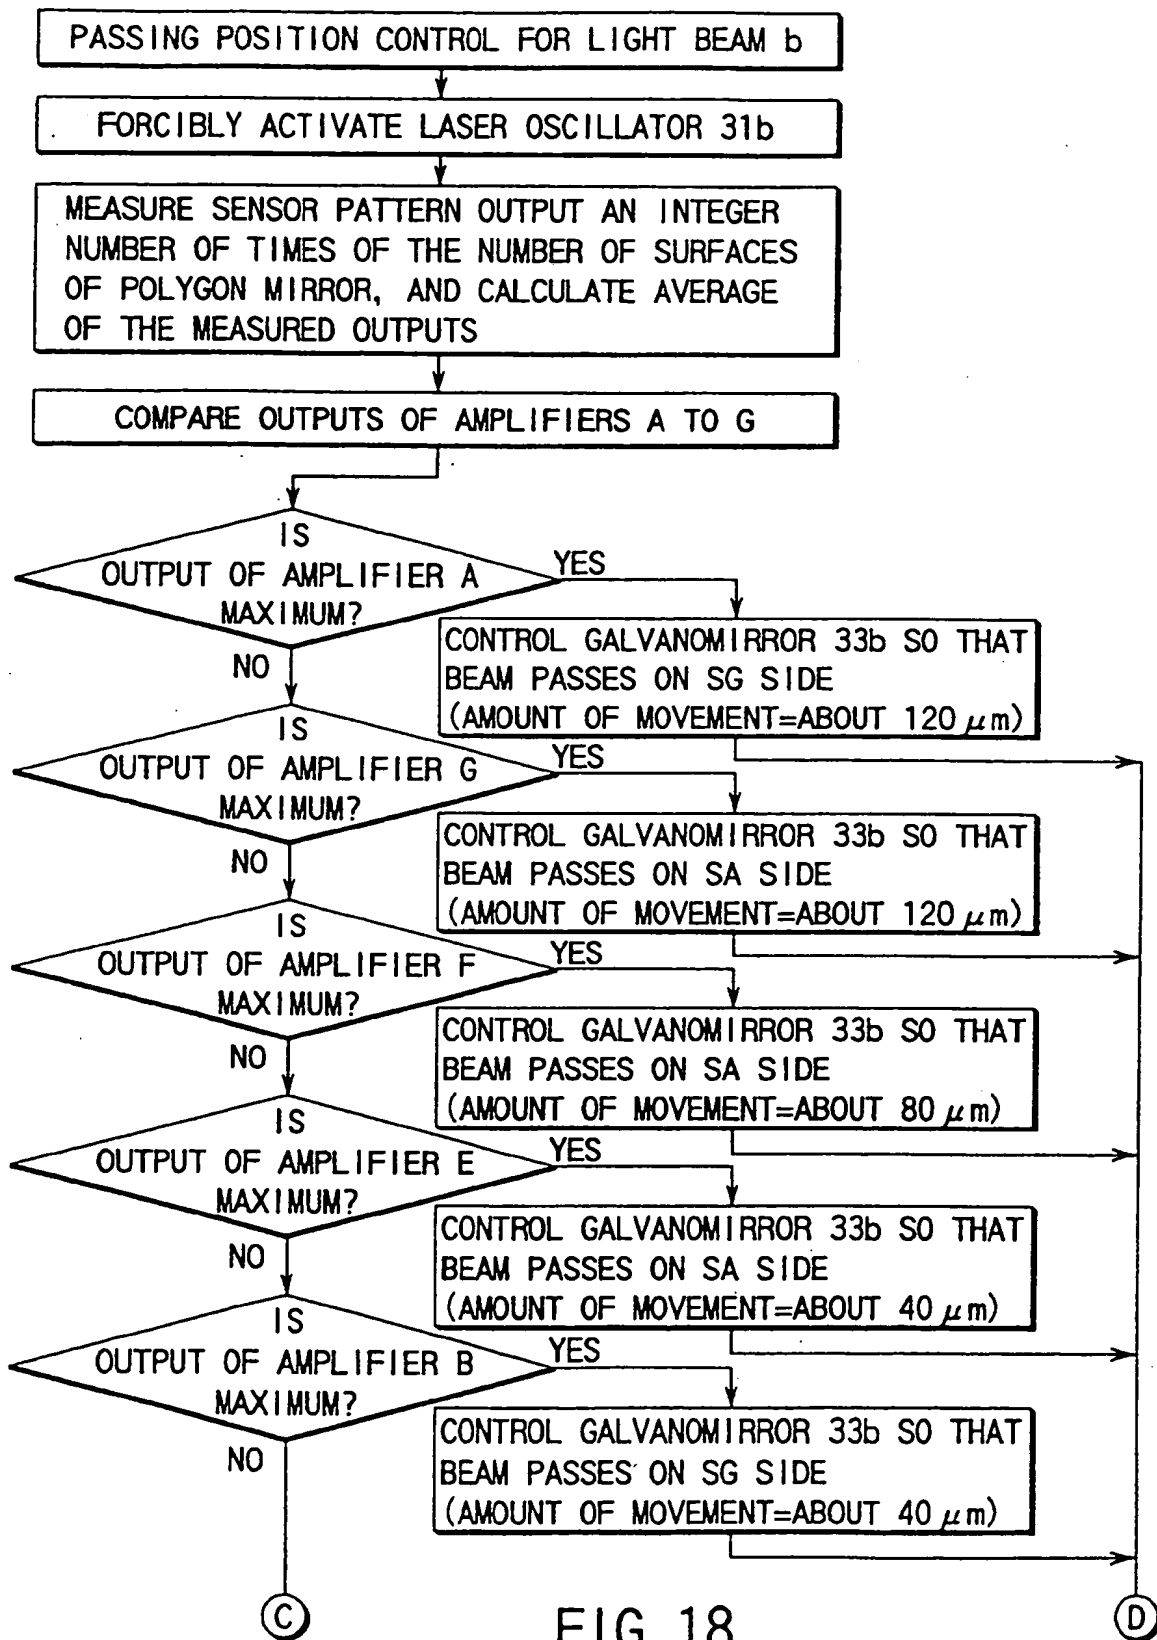 PASSING POSITION CONTROL FOR LIGHT BEAM b
FORCIBLY ACTIVATE LASER OSCILLATOR 31b
MEASURE SENSOR PATTERN OUTPUT AN INTEGER
NUMBER OF TIMES OF THE NUMBER OF SURFACES
OF POLYGON MIRROR, AND CALCULATE AVERAGE
OF THE MEASURED OUTPUTS
COMPARE OUTPUTS OF AMPLIFIERS A TO G
IS
OUTPUT OF AMPLIFIER A
MAXIMUM?
YES
NO
CONTROL GALVANOMIRROR 33b SO THAT
BEAM PASSES ON SG SIDE
(AMOUNT OF MOVEMENT=ABOUT 120 μm)
IS
OUTPUT OF AMPLIFIER G
MAXIMUM?
YES
NO
CONTROL GALVANOMIRROR 33b SO THAT
BEAM PASSES ON SA SIDE
(AMOUNT OF MOVEMENT=ABOUT 120 μm)
IS
OUTPUT OF AMPLIFIER F
MAXIMUM?
YES
NO
CONTROL GALVANOMIRROR 33b SO THAT
BEAM PASSES ON SA SIDE
(AMOUNT OF MOVEMENT=ABOUT 80 μm)
IS
OUTPUT OF AMPLIFIER E
MAXIMUM?
YES
NO
CONTROL GALVANOMIRROR 33b SO THAT
BEAM PASSES ON SA SIDE
(AMOUNT OF MOVEMENT=ABOUT 40 μm)
IS
OUTPUT OF AMPLIFIER B
MAXIMUM?
YES
NO
CONTROL GALVANOMIRROR 33b SO THAT
BEAM PASSES ON SG SIDE
(AMOUNT OF MOVEMENT=ABOUT 40 μm)
C
D
FIG. 18